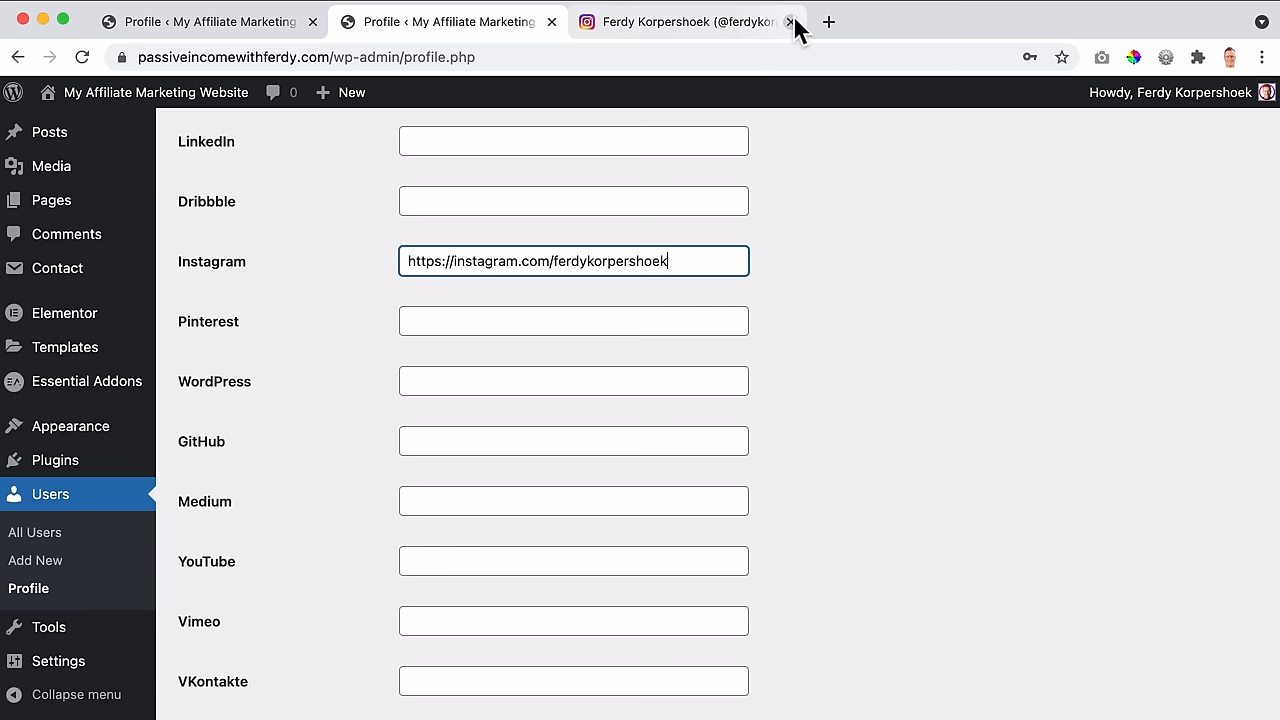 Profile ‹ My Affiliate Marketing
Profile ‹ My Affiliate Marketing
Ferdy Korpershoek (@ferdykor
passiveincomewithferdy.com/wp-admin/profile.php
My Affiliate Marketing Website
0
New
Howdy, Ferdy Korpershoek
Posts
Media
Pages
Comments
Contact
Elementor
Templates
Essential Addons
Appearance
Plugins
Users
All Users
Add New
Profile
Tools
Settings
Collapse menu
LinkedIn
Dribbble
Instagram
https://instagram.com/ferdykorpershoek
Pinterest
WordPress
GitHub
Medium
YouTube
Vimeo
VKontakte